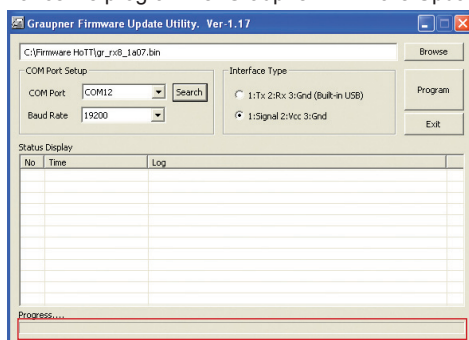 Graupner Firmware Update Utility. Ver-1.17
C:\Firmware HoTT\gr_rx8_1a07.bin
Browse
COM Port Setup
Interface Type
COM Port COM12 Search
1:Tx 2:Rx 3:Gnd (Built-in USB)
Program
Baud Rate 19200
1:Signal 2:Vcc 3:Gnd
Exit
Status Display
No Time Log
Progress....